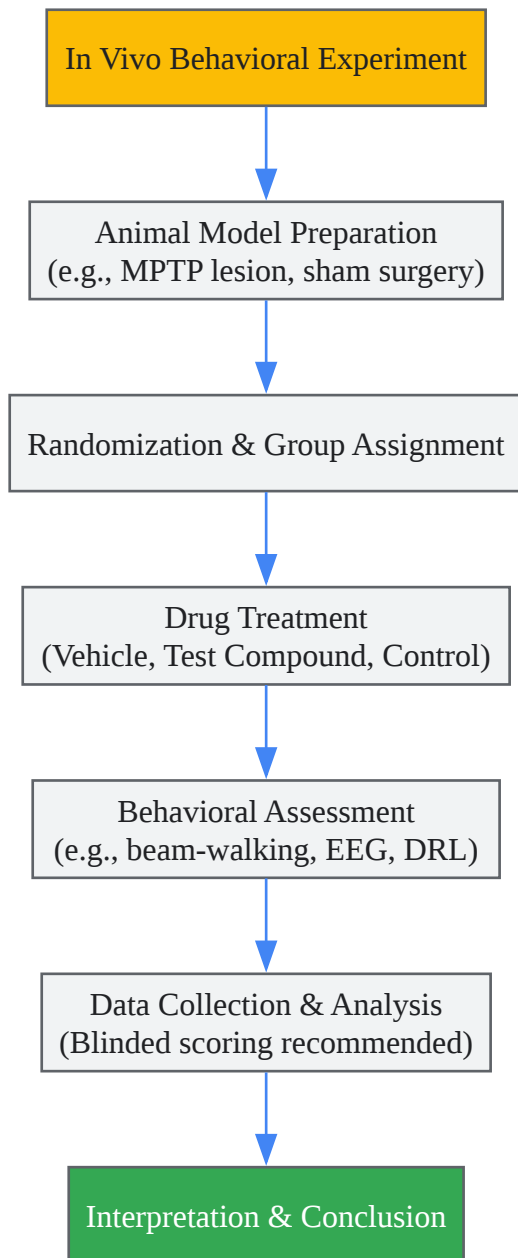 In Vivo Behavioral Experiment
Animal Model Preparation
(e.g., MPTP lesion, sham surgery)
Randomization & Group Assignment
Drug Treatment
(Vehicle, Test Compound, Control)
Behavioral Assessment
(e.g., beam-walking, EEG, DRL)
Data Collection & Analysis
(Blinded scoring recommended)
Interpretation & Conclusion